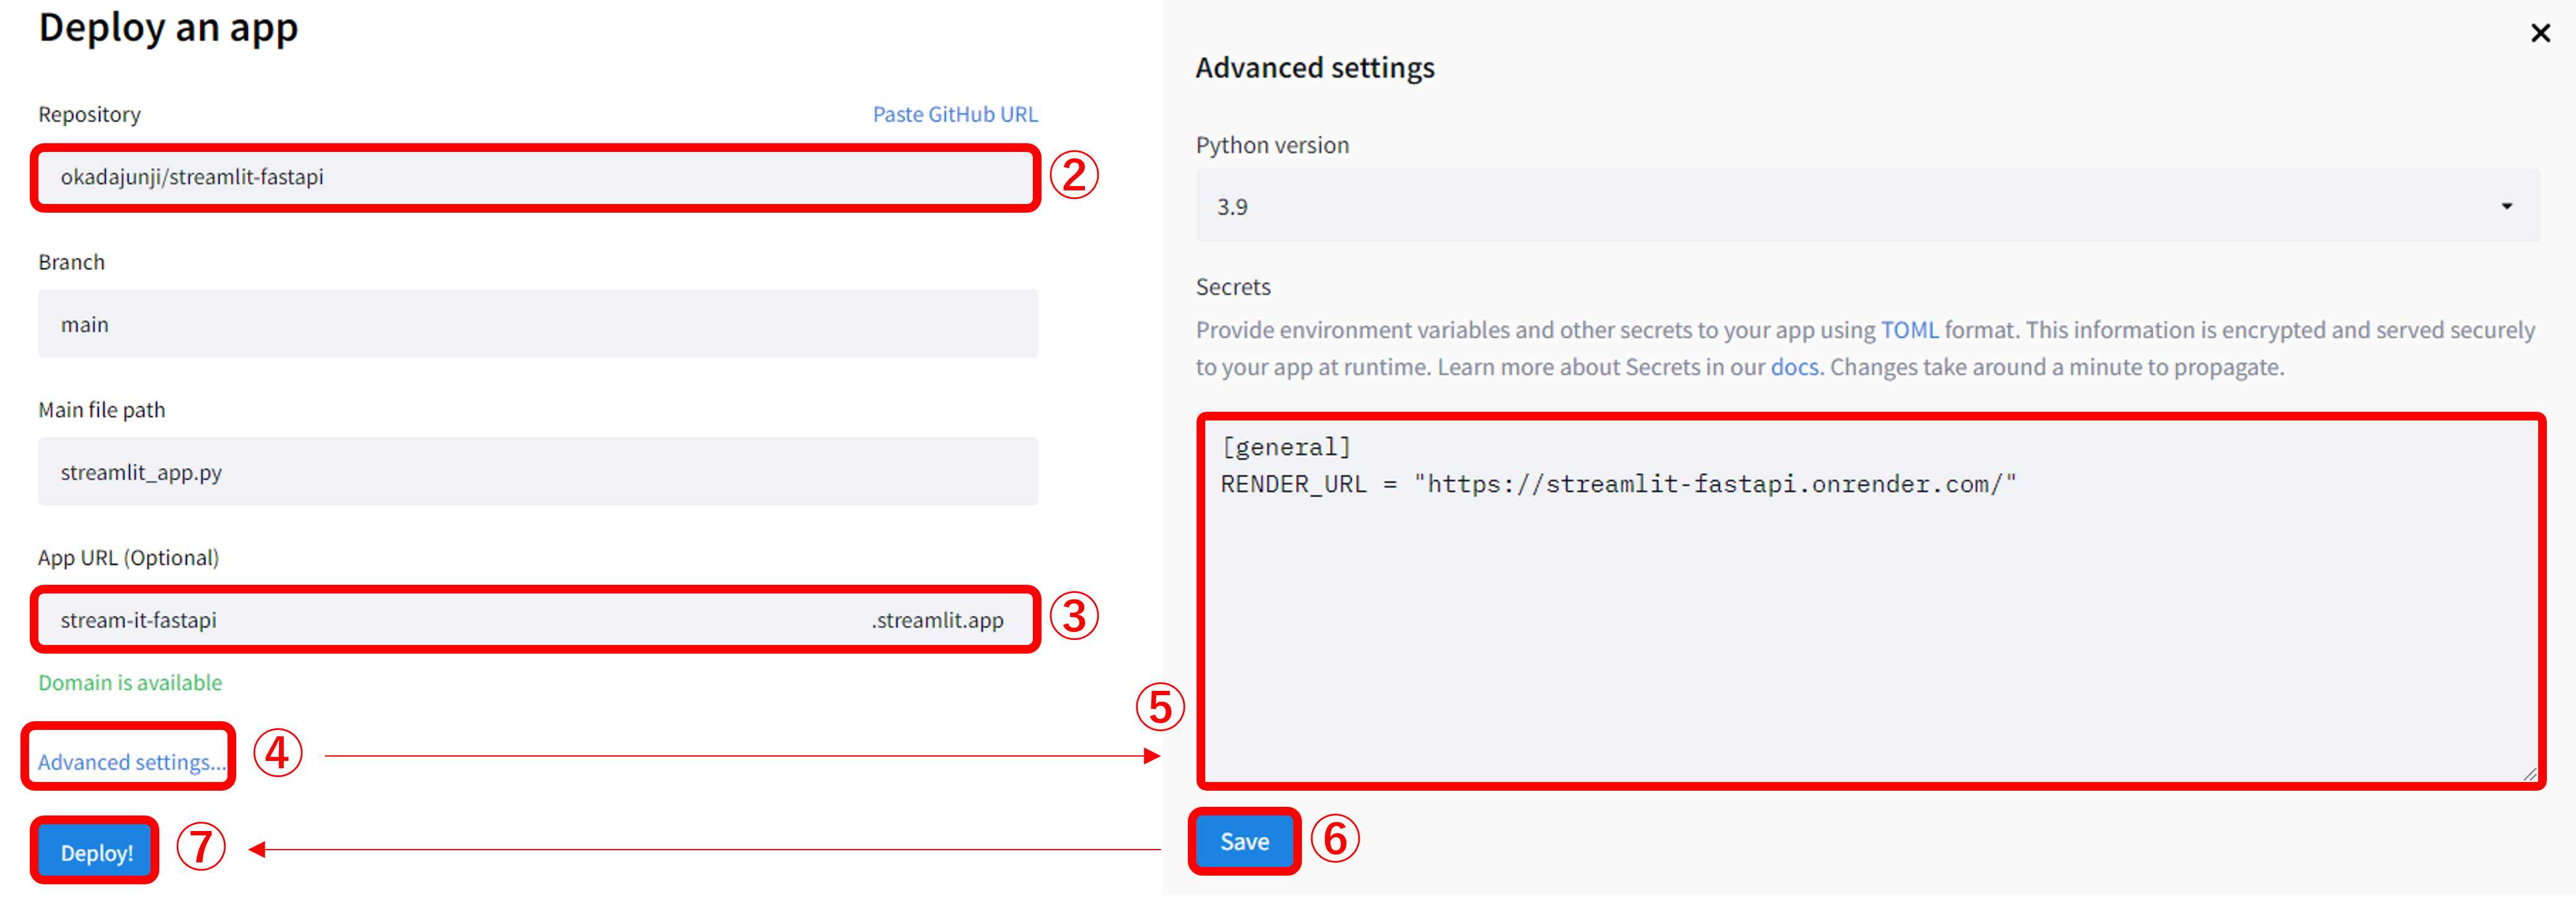 Deploy an app
Repository
Paste GitHub URL
okadajunji/streamlit-fastapi
②
Branch
main
Main file path
streamlit_app.py
App URL (Optional)
stream-it-fastapi
.streamlit.app
③
Domain is available
Advanced settings...
④
Deploy!
⑦
Advanced settings
Python version
3.9
Secrets
Provide environment variables and other secrets to your app using TOML format. This information is encrypted and served securely
to your app at runtime. Learn more about Secrets in our docs. Changes take around a minute to propagate.
[general]
RENDER_URL = "https://streamlit-fastapi.onrender.com/"
⑤
Save
⑥